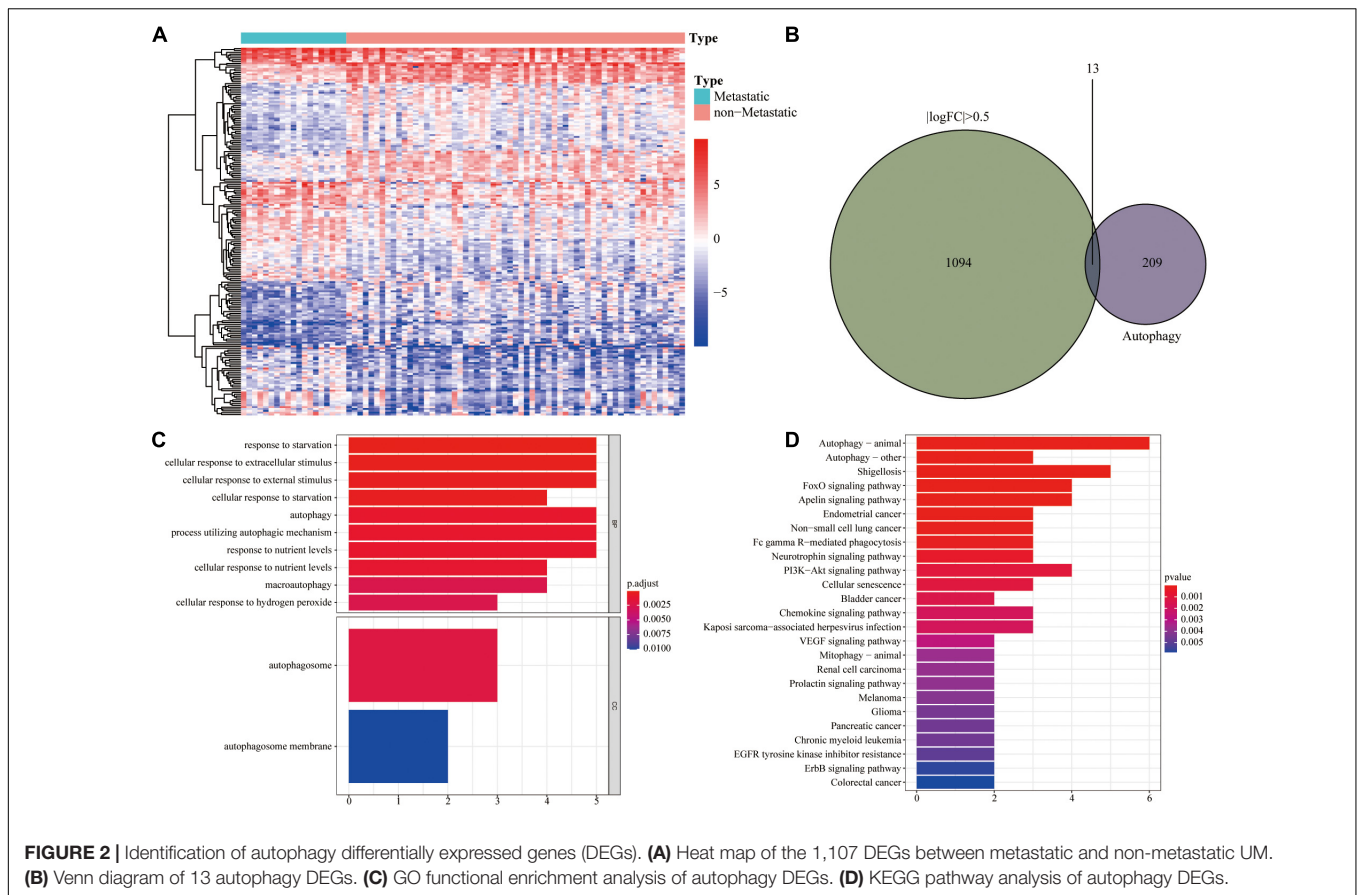 A
Type
Type
Metastatic
non-Metastatic
5
0
−5
B
13
|logFC|>0.5
1094
209
Autophagy
C
response to starvation
cellular response to extracellular stimulus
cellular response to external stimulus
cellular response to starvation
autophagy
process utilizing autophagic mechanism
response to nutrient levels
cellular response to nutrient levels
macroautophagy
cellular response to hydrogen peroxide
BP
autophagosome
autophagosome membrane
CC
0 1 2 3 4 5
p.adjust
0.0025
0.0050
0.0075
0.0100
D
Autophagy − animal
Autophagy − other
Shigellosis
FoxO signaling pathway
Apelin signaling pathway
Endometrial cancer
Non−small cell lung cancer
Fc gamma R−mediated phagocytosis
Neurotrophin signaling pathway
PI3K−Akt signaling pathway
Cellular senescence
Bladder cancer
Chemokine signaling pathway
Kaposi sarcoma−associated herpesvirus infection
VEGF signaling pathway
Mitophagy − animal
Renal cell carcinoma
Prolactin signaling pathway
Melanoma
Glioma
Pancreatic cancer
Chronic myeloid leukemia
EGFR tyrosine kinase inhibitor resistance
ErbB signaling pathway
Colorectal cancer
0 2 4 6
pvalue
0.001
0.002
0.003
0.004
0.005
FIGURE 2 | Identification of autophagy differentially expressed genes (DEGs). (A) Heat map of the 1,107 DEGs between metastatic and non-metastatic UM.
(B) Venn diagram of 13 autophagy DEGs. (C) GO functional enrichment analysis of autophagy DEGs. (D) KEGG pathway analysis of autophagy DEGs.